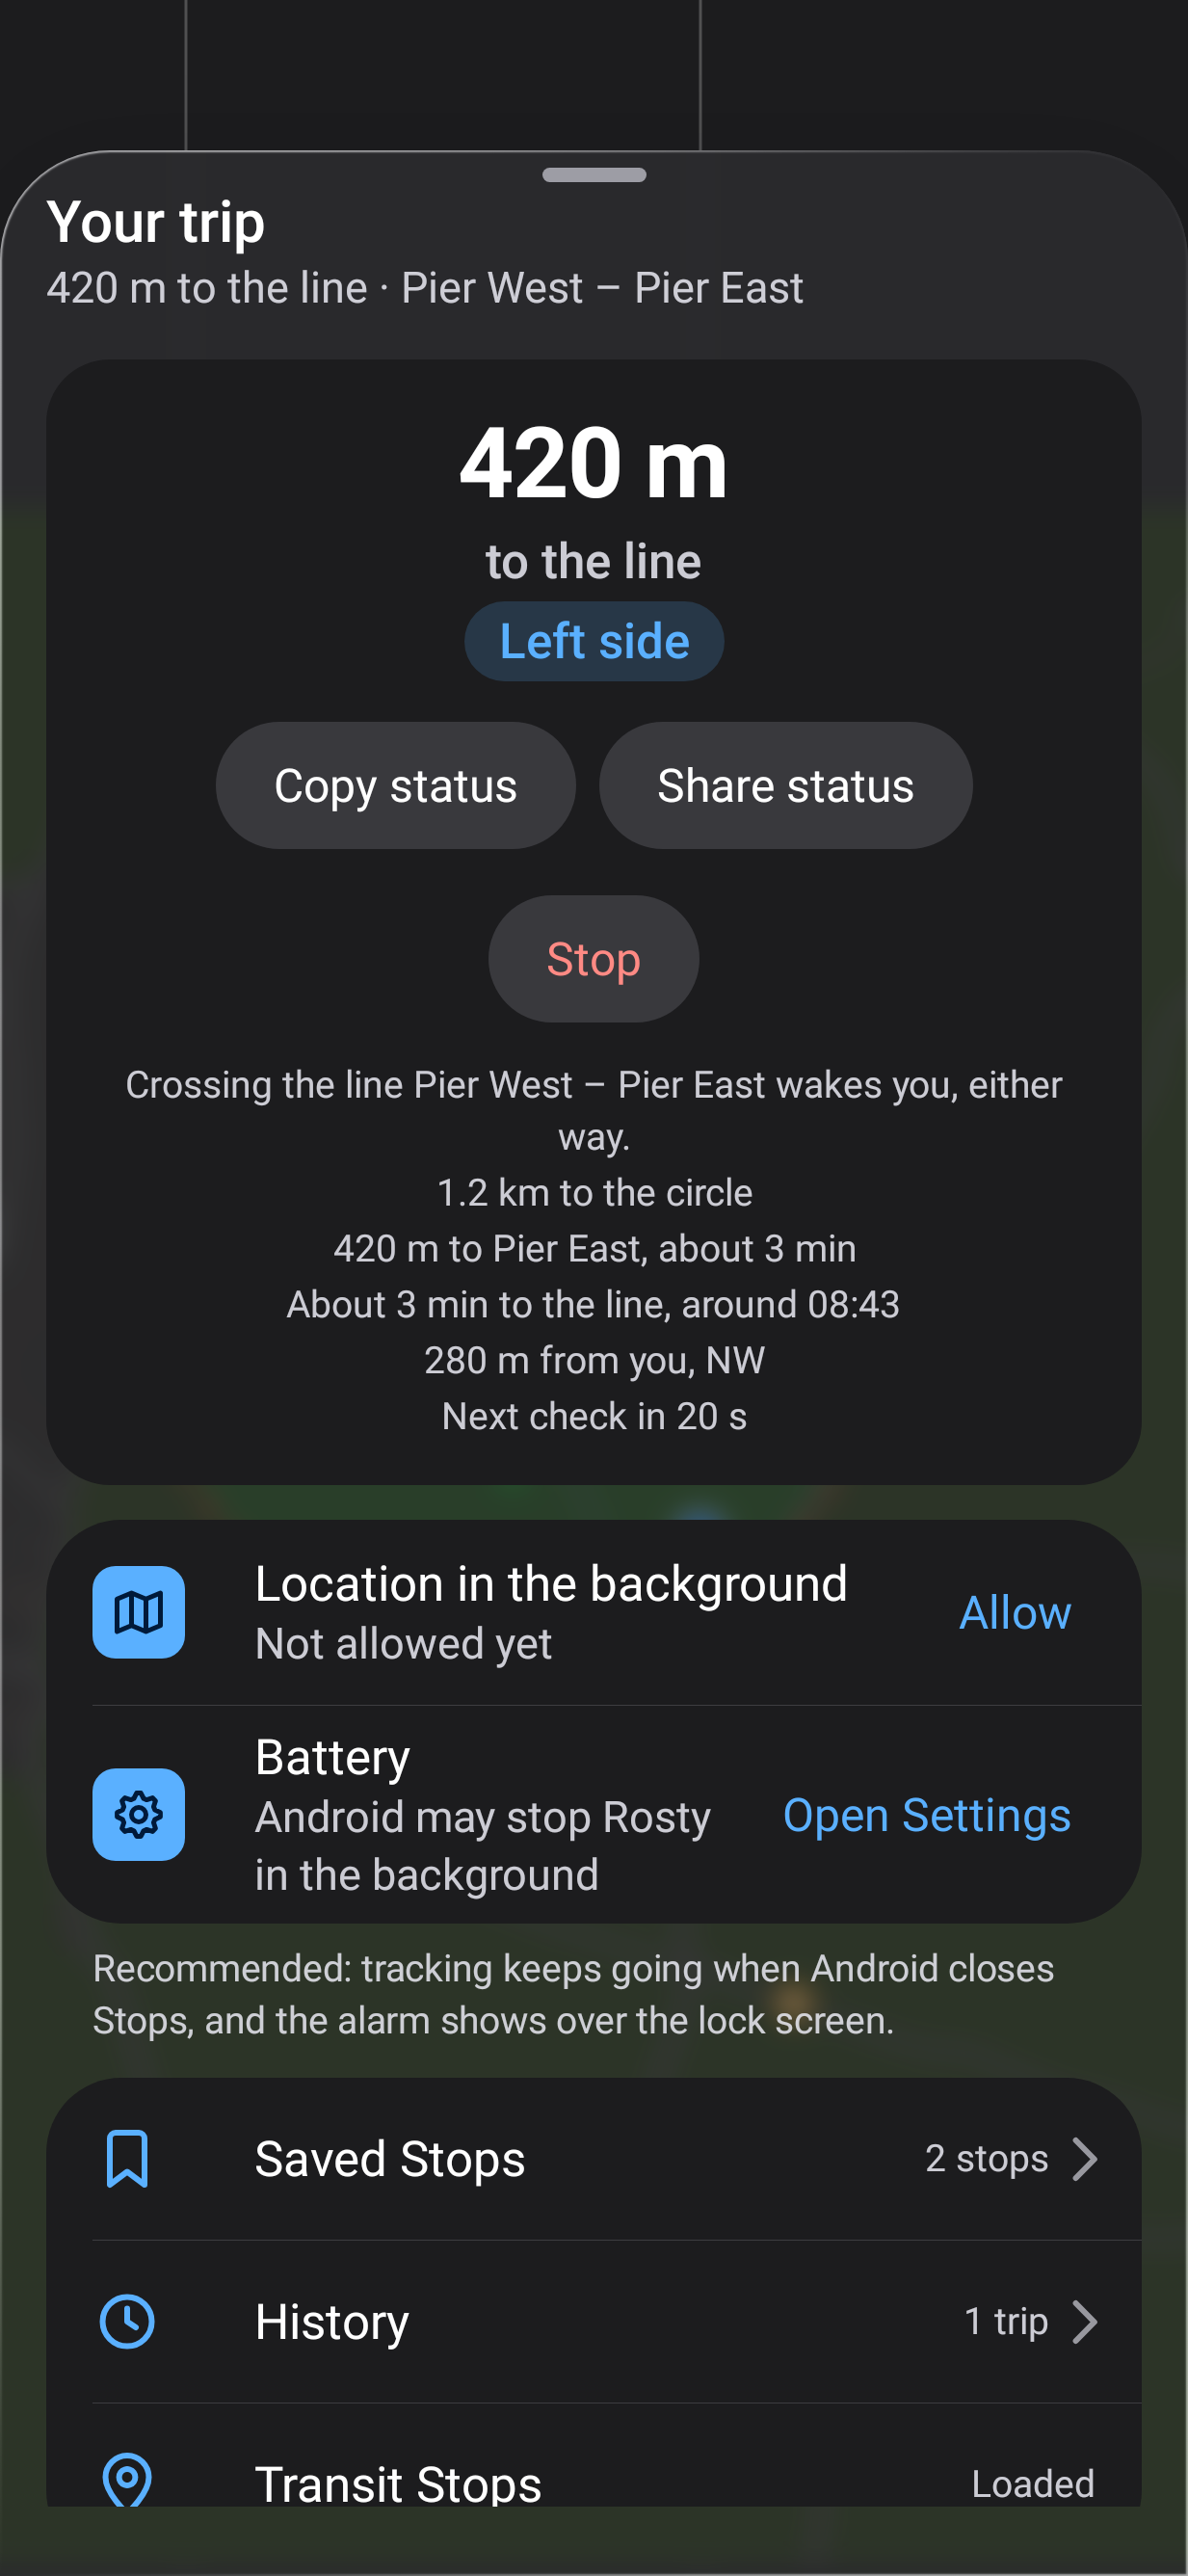 Your trip
420 m to the line · Pier West – Pier East
420 m
to the line
Left side
Copy status
Share status
Stop
Crossing the line Pier West – Pier East wakes you, either
way.
1.2 km to the circle
420 m to Pier East, about 3 min
About 3 min to the line, around 08:43
280 m from you, NW
Next check in 20 s
Location in the background
Not allowed yet
Allow
Battery
Android may stop Rosty
in the background
Open Settings
Recommended: tracking keeps going when Android closes
Stops, and the alarm shows over the lock screen.
Saved Stops
2 stops
History
1 trip
Transit Stops
Loaded